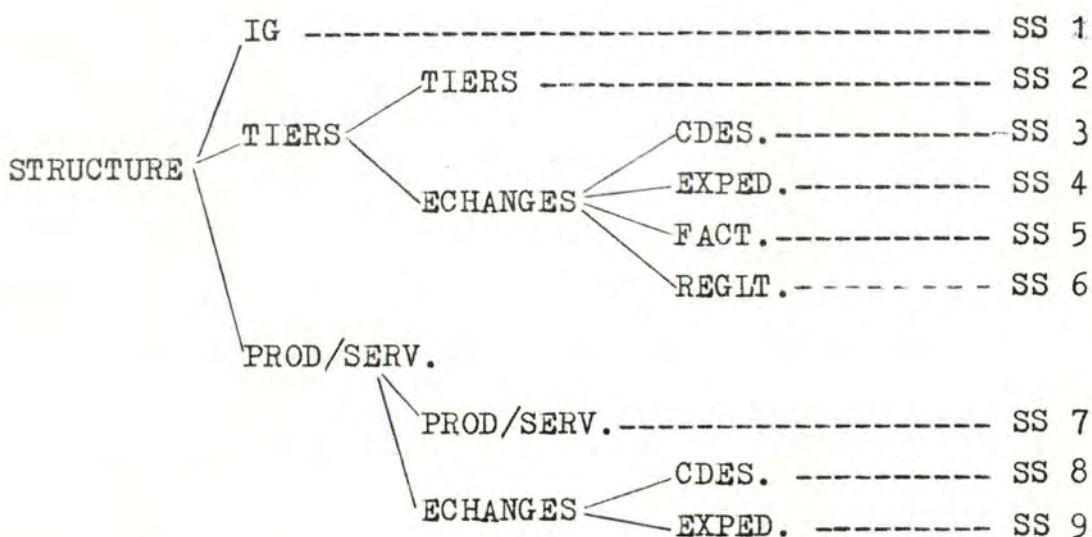 IG ------------------------ SS 1
TIERS --------------- SS 2
TIERS
CDES. ---------- SS 3
STRUCTURE
EXPED. ---------- SS 4
ECHANGES
FACT. ---------- SS 5
REGLT. ---------- SS 6
PROD/SERV.
PROD/SERV. ------------- SS 7
CDES. --------- SS 8
ECHANGES
EXPED. -------- SS 9